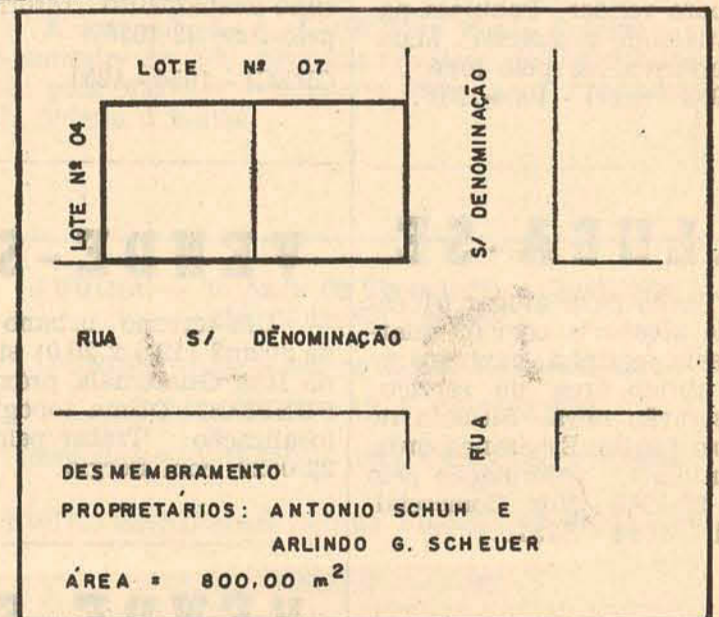 LOTE Nº 07
LOTE Nº 04
S/ DENOMINAÇÃO
RUA S/ DENOMINAÇÃO
RUA
DESMEMBRAMENTO
PROPRIETÁRIOS: ANTONIO SCHUH E
ARLINDO G. SCHEUER
ÁREA = 800,00 m²